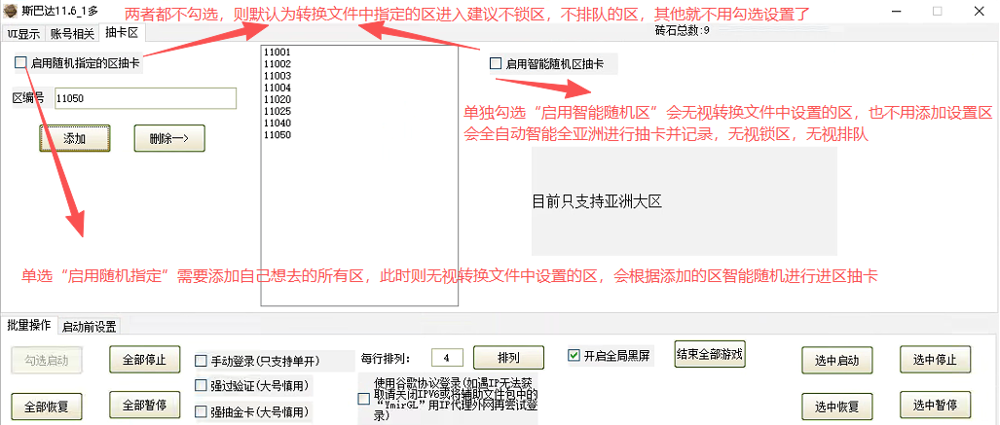 斯巴达11.6_1多
两者都不勾选，则默认为转换文件中指定的区进入建议不锁区，不排队的区，其他就不用勾选设置了
UI显示 账号相关 抽卡区
砖石总数:9
启用随机指定的区抽卡
启用智能随机区抽卡
区编号 11050
添加 删除—>
11001
11002
11003
11004
11020
11025
11040
11050
单独勾选“启用智能随机区”会无视转换文件中设置的区，也不用添加设置区
会全自动智能全亚洲进行抽卡并记录，无视锁区，无视排队
目前只支持亚洲大区
单选“启用随机指定”需要添加自己想去的所有区，此时则无视转换文件中设置的区，会根据添加的区智能随机进行进区抽卡
批量操作 启动前设置
勾选启动 全部停止
全部恢复 全部暂停
手动登录(只支持单开)
强过验证(大号慎用)
强抽金卡(大号慎用)
每行排列: 4 排列
开启全局黑屏
结束全部游戏
使用谷歌协议登录(如遇IP无法获
取请关闭IPV6或将辅助文件包中的
“YmirGL”用IP代理外网再尝试登
录)
选中启动 选中停止
选中恢复 选中暂停